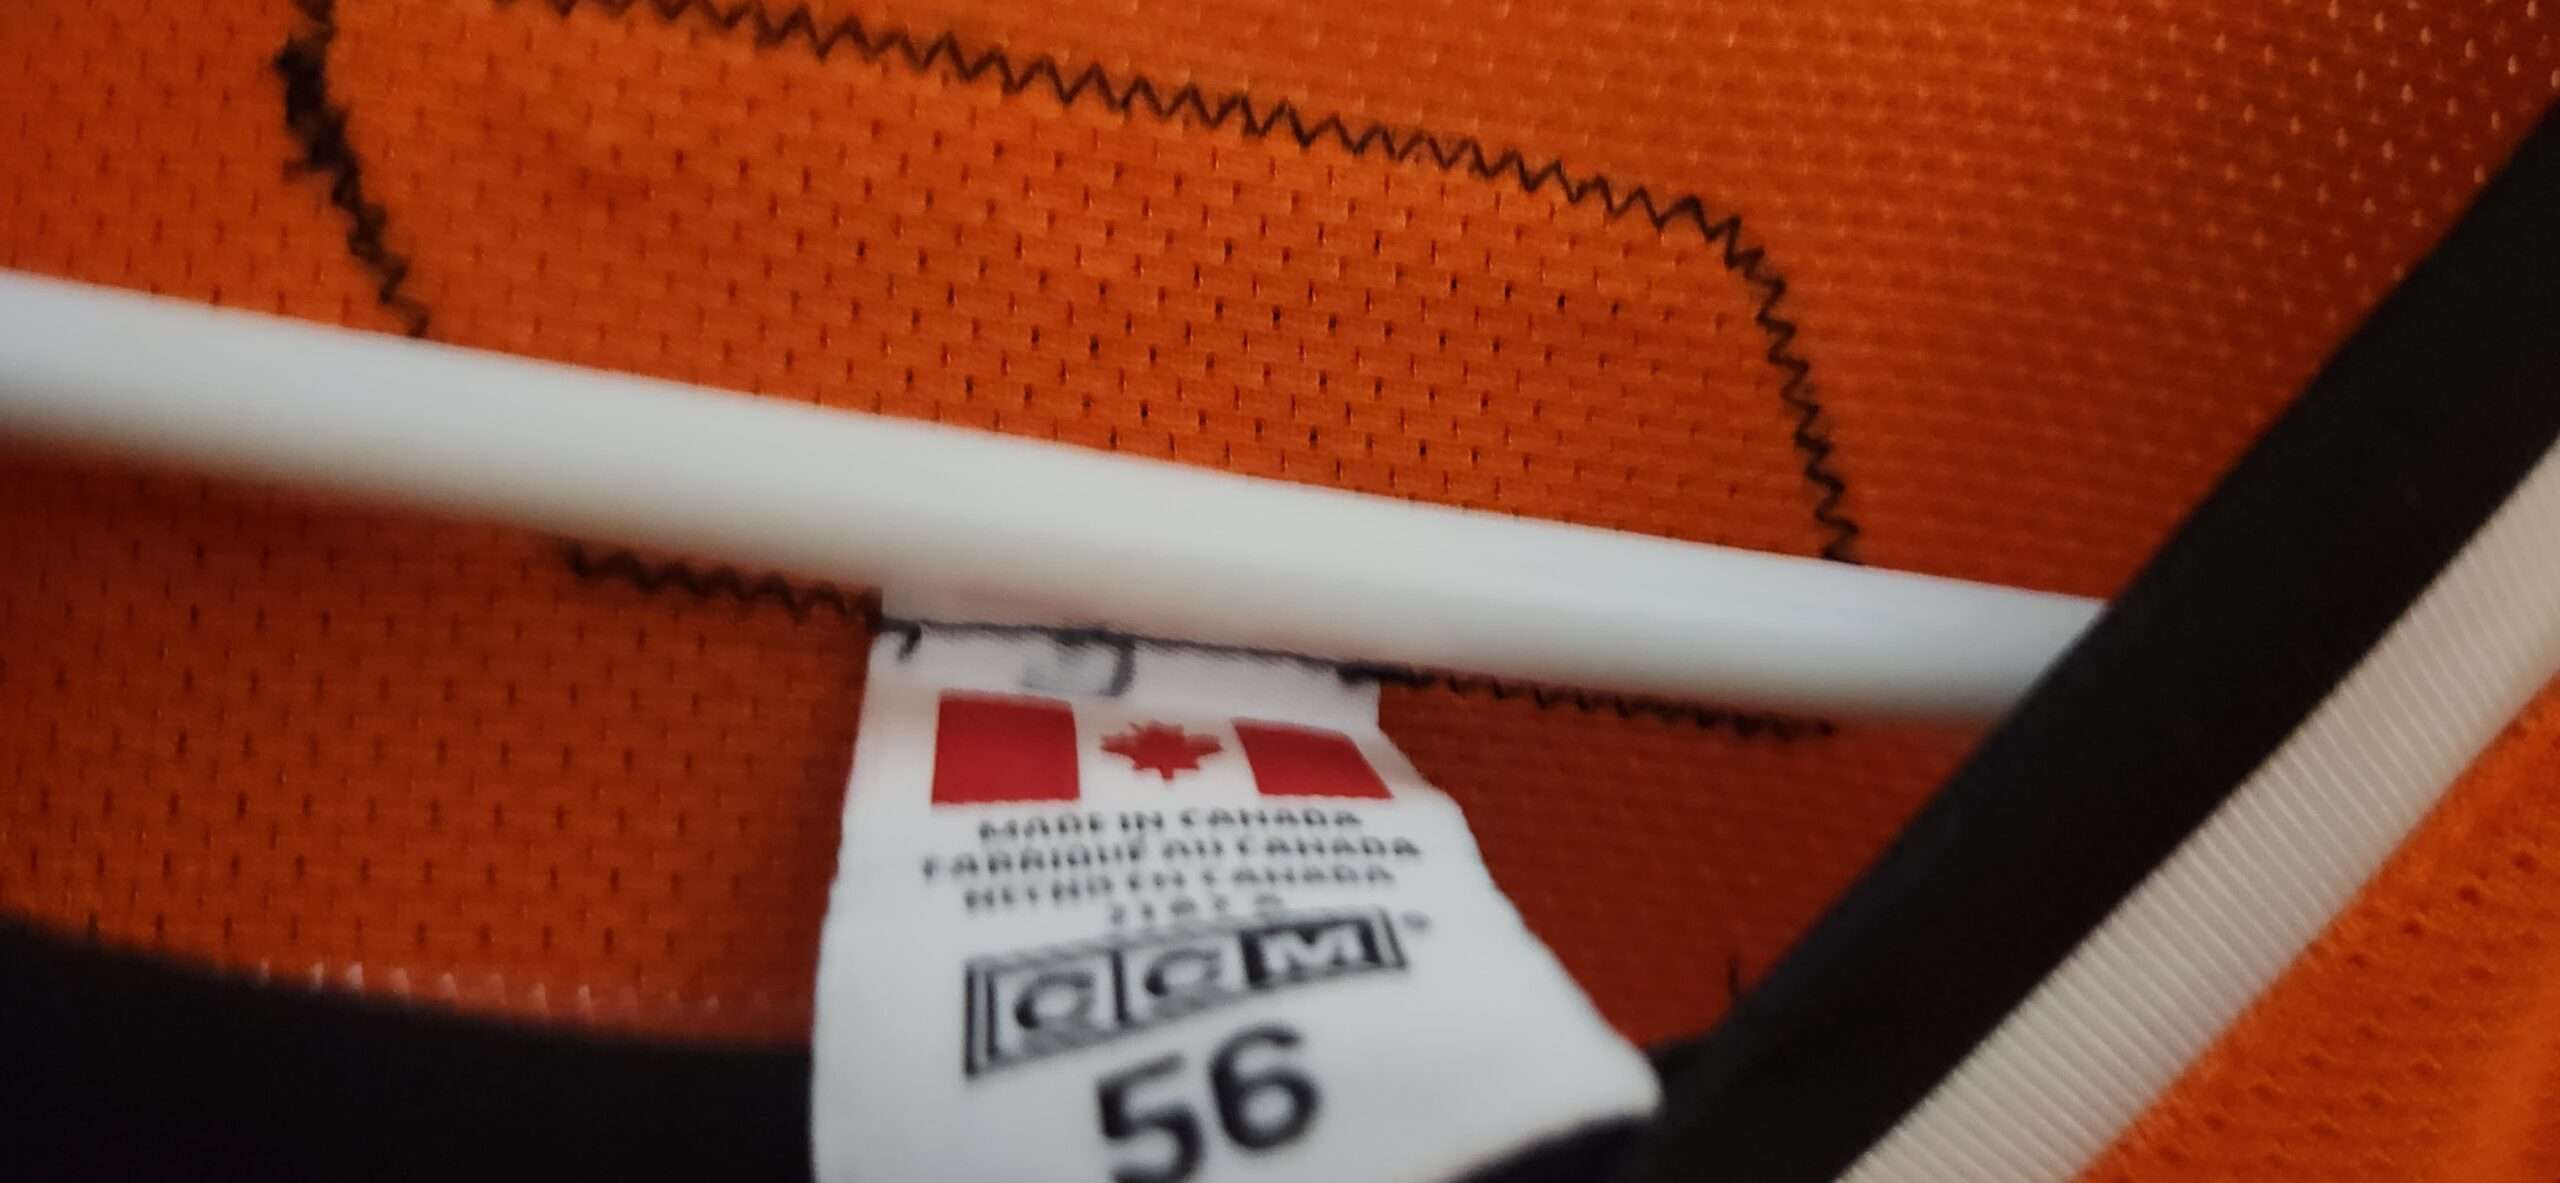 MADE IN CANADA
FABRIQUÉ AU CANADA
HECHO EN CANADA
CCM®
56